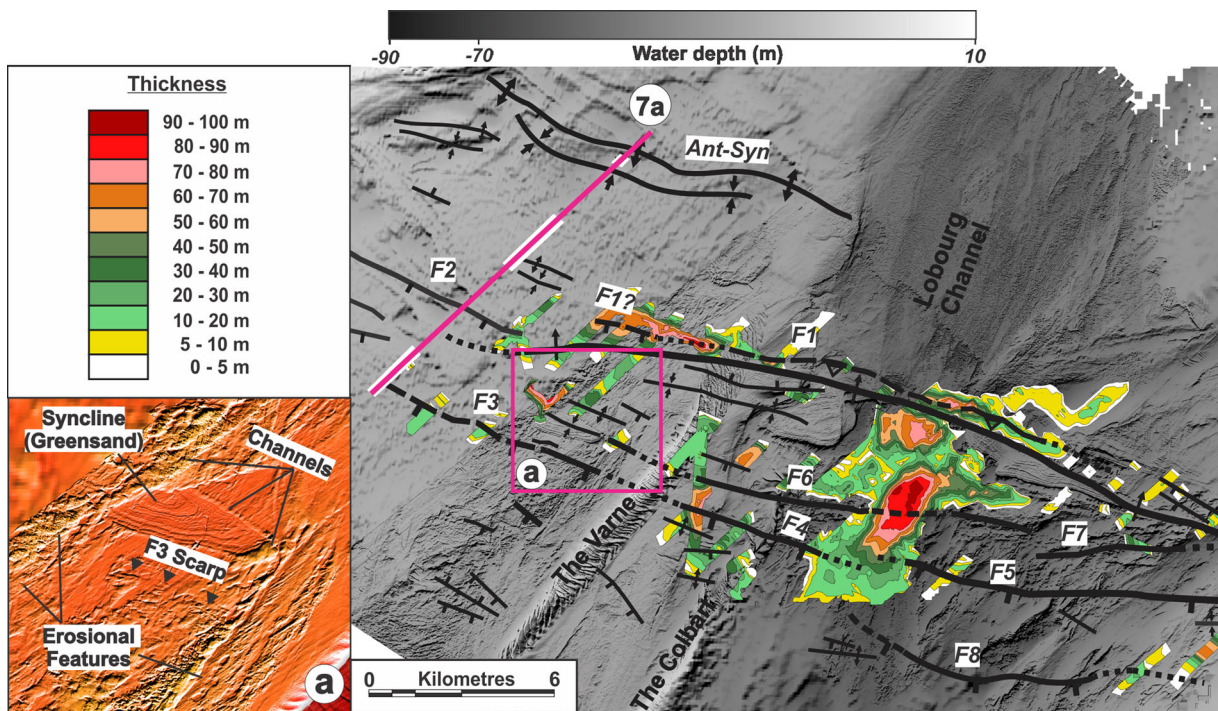 -90
-70
10
Water depth (m)
Thickness
90 - 100 m
80 - 90 m
70 - 80 m
60 - 70 m
50 - 60 m
40 - 50 m
30 - 40 m
20 - 30 m
10 - 20 m
5 - 10 m
0 - 5 m
7a
Ant-Syn
Lobourg
Channel
F2
F1?
F1
F3
a
F6
F4
F7
F5
F8
The Varne
The Colbart
Syncline
(Greensand)
Channels
F3 Scarp
Erosional
Features
a
0 Kilometres 6